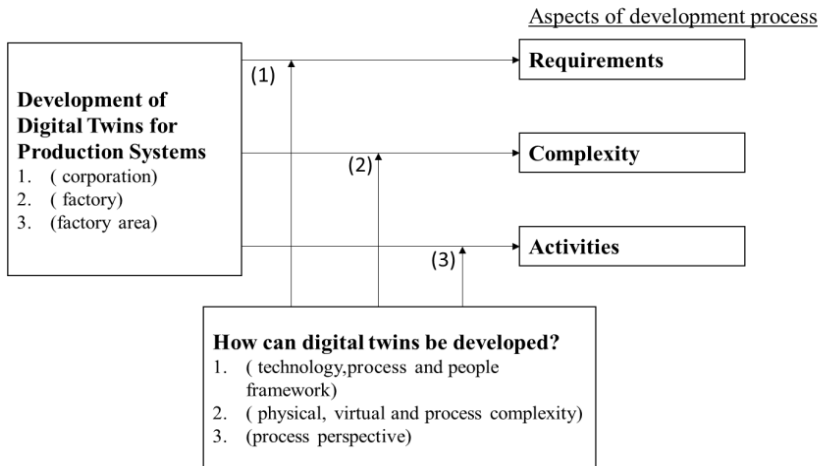 Aspects of development process
Development of
Digital Twins for
Production Systems
1. ( corporation)
2. ( factory)
3. (factory area)
(1)
Requirements
(2)
Complexity
(3)
Activities
How can digital twins be developed?
1. ( technology,process and people
framework)
2. ( physical, virtual and process complexity)
3. (process perspective)